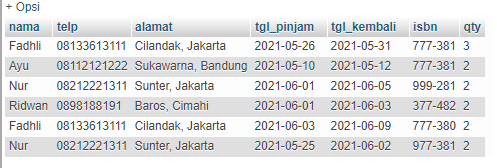 + Opsi
nama telp alamat tgl_pinjam tgl_kembali isbn qty
Fadhli 08133613111 Cilandak, Jakarta 2021-05-26 2021-05-31 777-381 3
Ayu 08112121222 Sukawarna, Bandung 2021-05-10 2021-05-12 777-381 2
Nur 08212221311 Sunter, Jakarta 2021-06-01 2021-06-05 999-281 2
Ridwan 0898188191 Baros, Cimahi 2021-06-01 2021-06-03 377-482 2
Fadhli 08133613111 Cilandak, Jakarta 2021-06-03 2021-06-09 777-380 2
Nur 08212221311 Sunter, Jakarta 2021-05-25 2021-06-02 977-381 2